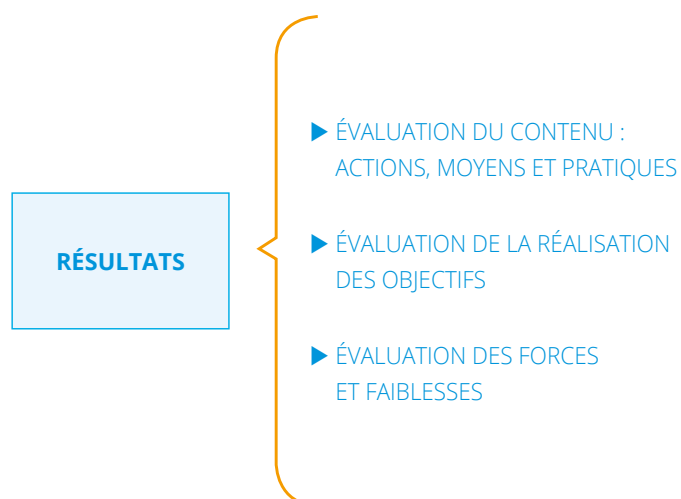 RÉSULTATS
▶ ÉVALUATION DU CONTENU :
ACTIONS, MOYENS ET PRATIQUES
▶ ÉVALUATION DE LA RÉALISATION
DES OBJECTIFS
▶ ÉVALUATION DES FORCES
ET FAIBLESSES